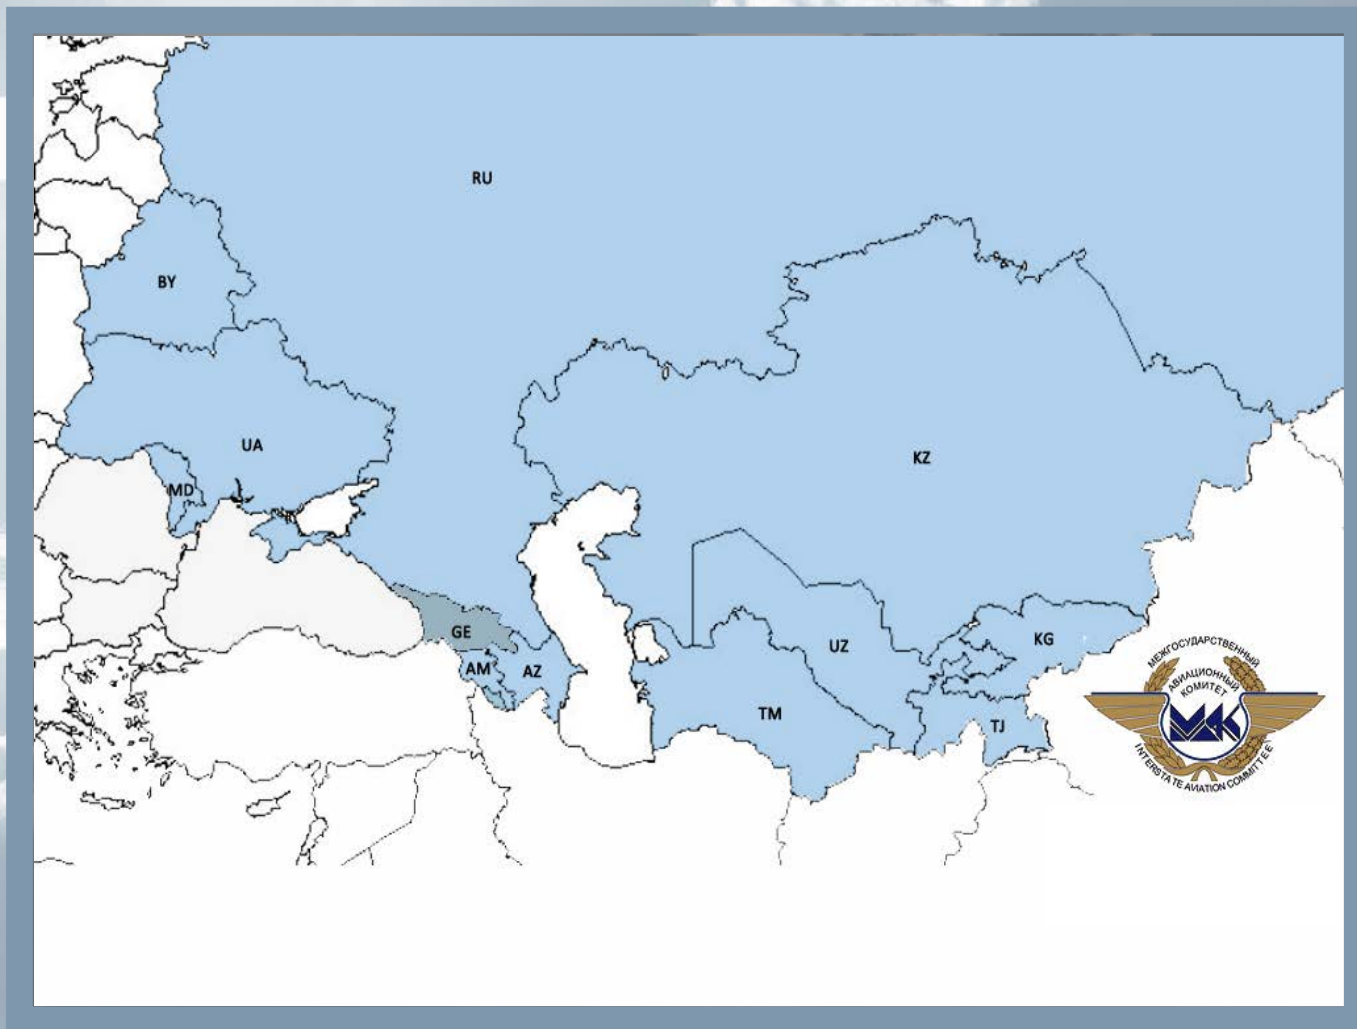 RU
BY
UA
KZ
MD
GE
UZ
KG
AM
AZ
TM
TJ
МЕЖГОСУДАРСТВЕННЫЙ
АВИАЦИОННЫЙ
КОМИТЕТ
МАК
INTERSTATE AVIATION COMMITTEE